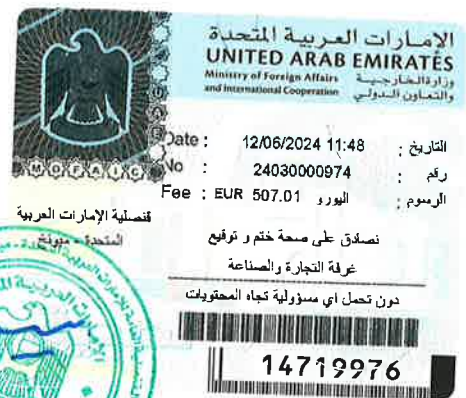 الإمارات العربية المتحدة
UNITED ARAB EMIRATES
Ministry of Foreign Affairs وزارة الخارجية
and International Cooperation والتعاون الدولي
MOFAIC
Date : 12/06/2024 11:48 التاريخ :
No : 24030000974 رقم :
Fee : EUR 507.01 اليورو الرسوم :
قنصلية الإمارات العربية
المتحدة - ميونخ
نصادق على صحة ختم و توقيع
غرفة التجارة والصناعة
دون تحمل اي مسؤولية تجاه المحتويات
14719976